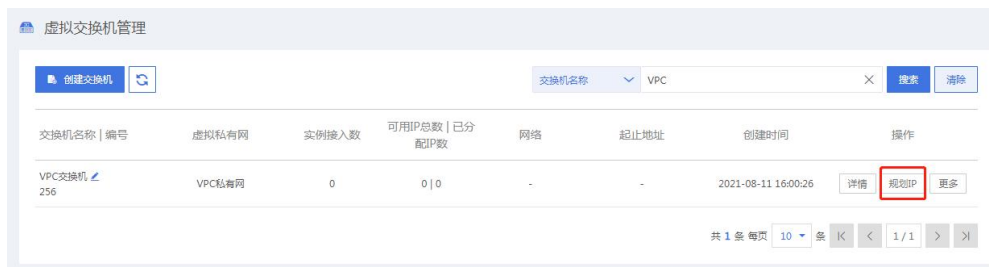 虚拟交换机管理
创建交换机
交换机名称 VPC 搜索 清除
交换机名称 | 编号 虚拟私有网 实例接入数 可用IP总数 | 已分 网络 起止地址 创建时间 操作
配IP数
VPC交换机 VPC私有网 0 0 | 0 - - 2021-08-11 16:00:26 详情 规划IP 更多
256
共 1 条 每页 10 条 1 / 1